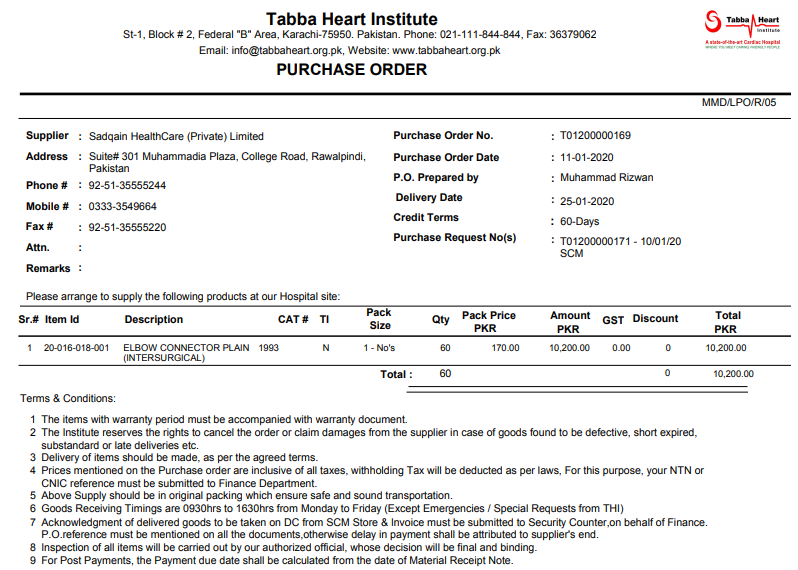 Tabba Heart Institute
St-1, Block # 2, Federal "B" Area, Karachi-75950. Pakistan. Phone: 021-111-844-844, Fax: 36379062
Email: info@tabbaheart.org.pk, Website: www.tabbaheart.org.pk
PURCHASE ORDER
Tabba Heart
Institute
A state-of-the-art Cardiac Hospital
WHERE YOU MEET CARING FRIENDLY PEOPLE
MMD/LPO/R/05
Supplier : Sadqain HealthCare (Private) Limited
Address : Suite# 301 Muhammadia Plaza, College Road, Rawalpindi,
Pakistan
Phone # : 92-51-35555244
Mobile # : 0333-3549664
Fax # : 92-51-35555220
Attn. :
Remarks :
Purchase Order No. : T01200000169
Purchase Order Date : 11-01-2020
P.O. Prepared by : Muhammad Rizwan
Delivery Date : 25-01-2020
Credit Terms : 60-Days
Purchase Request No(s) : T01200000171 - 10/01/20
SCM
Please arrange to supply the following products at our Hospital site:
Sr.# Item Id Description CAT # TI Pack Size Qty Pack Price PKR Amount PKR GST Discount Total PKR
1 20-016-018-001 ELBOW CONNECTOR PLAIN 1993 N 1 - No's 60 170.00 10,200.00 0.00 0 10,200.00
(INTERSURGICAL)
Total : 60 0 10,200.00
Terms & Conditions:
1 The items with warranty period must be accompanied with warranty document.
2 The Institute reserves the rights to cancel the order or claim damages from the supplier in case of goods found to be defective, short expired,
substandard or late deliveries etc.
3 Delivery of items should be made, as per the agreed terms.
4 Prices mentioned on the Purchase order are inclusive of all taxes, withholding Tax will be deducted as per laws, For this purpose, your NTN or
CNIC reference must be submitted to Finance Department.
5 Above Supply should be in original packing which ensure safe and sound transportation.
6 Goods Receiving Timings are 0930hrs to 1630hrs from Monday to Friday (Except Emergencies / Special Requests from THI)
7 Acknowledgment of delivered goods to be taken on DC from SCM Store & Invoice must be submitted to Security Counter,on behalf of Finance.
P.O.reference must be mentioned on all the documents,otherwise delay in payment shall be attributed to supplier's end.
8 Inspection of all items will be carried out by our authorized official, whose decision will be final and binding.
9 For Post Payments, the Payment due date shall be calculated from the date of Material Receipt Note.